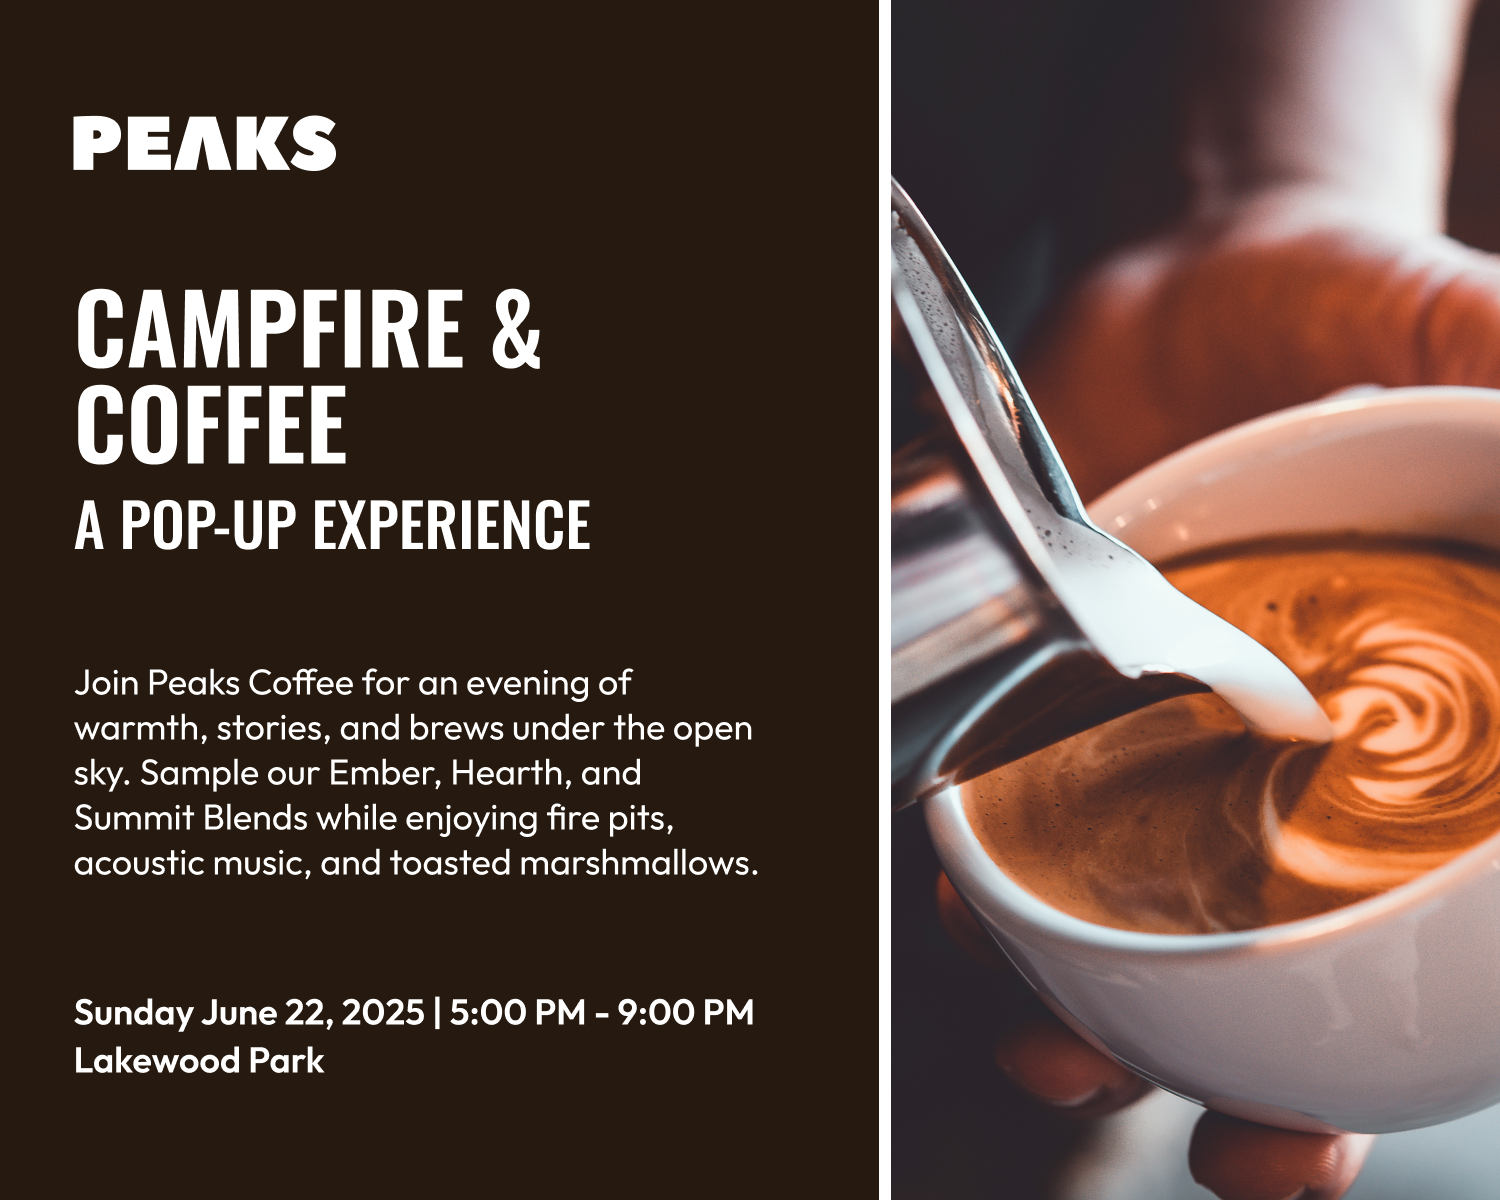 PEAKS
CAMPFIRE &
COFFEE
A POP-UP EXPERIENCE
Join Peaks Coffee for an evening of
warmth, stories, and brews under the open
sky. Sample our Ember, Hearth, and
Summit Blends while enjoying fire pits,
acoustic music, and toasted marshmallows.
Sunday June 22, 2025 | 5:00 PM - 9:00 PM
Lakewood Park